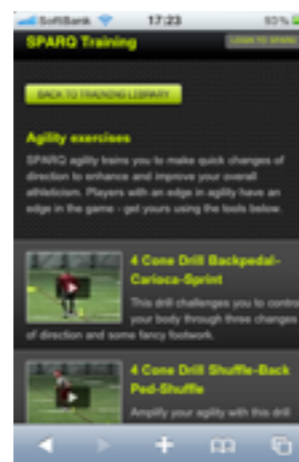 SoftBank 17:23 93%
SPARQ Training
LOGIN TO SPARQ
BACK TO TRAINING LIBRARY
Agility exercises
SPARQ agility trains you to make quick changes of
direction to enhance and improve your overall
athleticism. Players with an edge in agility have an
edge in the game - get yours using the tools below.
4 Cone Drill Backpedal-
Carioca-Sprint
This drill challenges you to control
your body through three changes
of direction and some fancy footwork.
4 Cone Drill Shuffle-Back
Ped-Shuffle
Amplify your agility with this drill